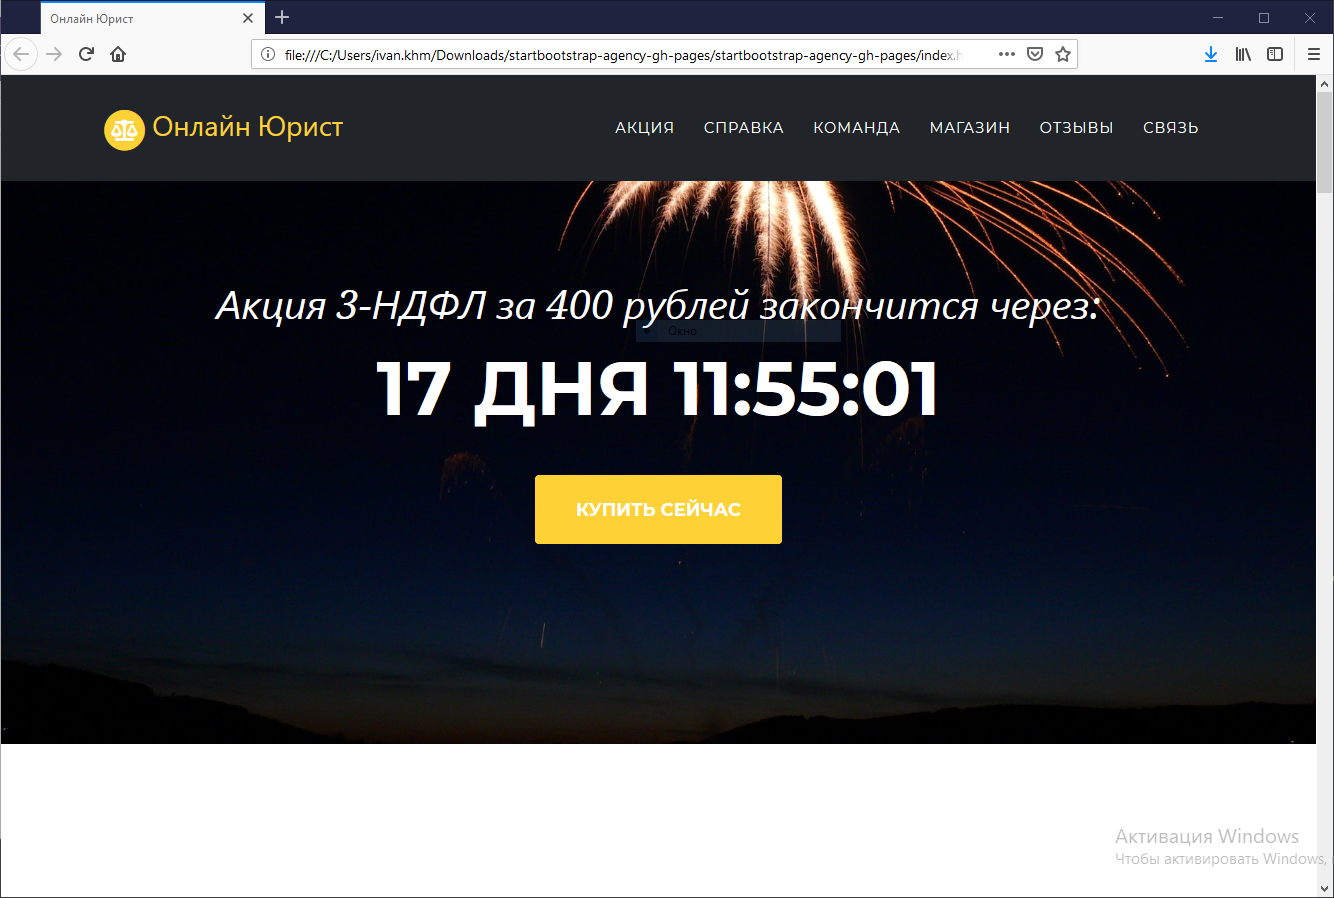 Онлайн Юрист
file:///C:/Users/ivan.khm/Downloads/startbootstrap-agency-gh-pages/startbootstrap-agency-gh-pages/index.h
Онлайн Юрист
АКЦИЯ СПРАВКА КОМАНДА МАГАЗИН ОТЗЫВЫ СВЯЗЬ
Акция 3-НДФЛ за 400 рублей закончится через:
Окно
17 ДНЯ 11:55:01
КУПИТЬ СЕЙЧАС
Активация Windows
Чтобы активировать Windows,